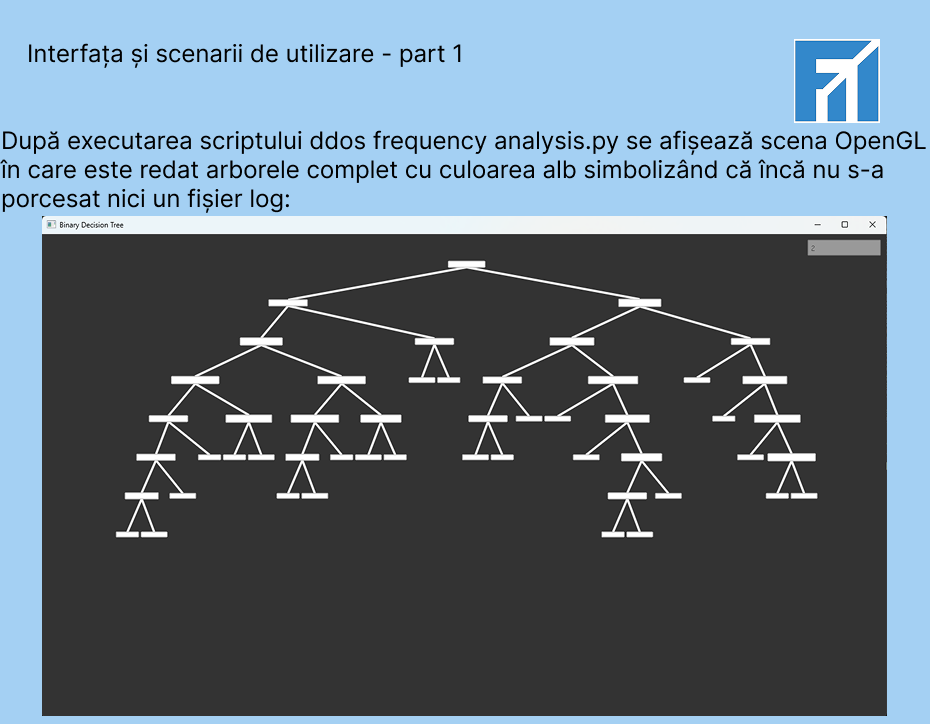 Interfața și scenarii de utilizare - part 1
După executarea scriptului ddos frequency analysis.py se afișează scena OpenGL
în care este redat arborele complet cu culoarea alb simbolizând că încă nu s-a
porcesat nici un fișier log:
Binary Decision Tree
2